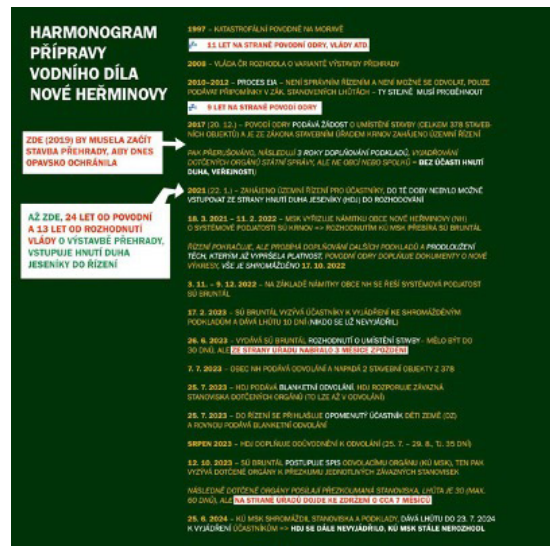 HARMONOGRAM
PŘÍPRAVY
VODNÍHO DÍLA
NOVÉ HEŘMINOVY
1997 – KATASTROFÁLNÍ POVODNĚ NA MORAVĚ
11 LET NA STRANĚ POVODNÍ ODRY, VLÁDY ATD.
2008 – VLÁDA ČR ROZHODLA O VARIANTĚ VÝSTAVBY PŘEHRADY
2010–2012 – PROCES EIA – NENÍ SPRÁVNÍM ŘÍZENÍM A NENÍ MOŽNÉ SE ODVOLAT, POUZE
PODÁVAT PŘIPOMÍNKY V ZÁK. STANOVENÝCH LHŮTÁCH – TY STEJNĚ MUSÍ PROBĚHNOUT
9 LET NA STRANĚ POVODÍ ODRY
2017 (20. 12.) – POVODÍ ODRY PODÁVÁ ŽÁDOST O UMÍSTĚNÍ STAVBY (CELKEM 378 STAVEB-
NÍCH OBJEKTŮ) A JE ZE ZÁKONA STAVEBNÍM ÚŘADEM KRNOV ZAHÁJENO ÚZEMNÍ ŘÍZENÍ
ZDE (2019) BY MUSELA ZAČÍT
STAVBA PŘEHRADY, ABY DNES
OPAVSKO OCHRÁNILA
PAK PŘERUŠOVÁNO, NÁSLEDUJÍ 3 ROKY DOPLŇOVÁNÍ PODKLADŮ, VYJADŘOVÁNÍ
DOTČENÝCH ORGÁNŮ STÁTNÍ SPRÁVY, ALE NE OBCÍ NEBO SPOLKŮ = BEZ ÚČASTI HNUTÍ
DUHA, VEŘEJNOSTI)
2021 (22. 1.) – ZAHÁJENO ÚZEMNÍ ŘÍZENÍ PRO ÚČASTNÍKY, DO TÉ DOBY NEBYLO MOŽNÉ
VSTUPOVAT ZE STRANY HNUTÍ DUHA JESENÍKY (HDJ) DO ROZHODOVÁNÍ
AŽ ZDE, 24 LET OD POVODNÍ
A 13 LET OD ROZHODNUTÍ
VLÁDY O VÝSTAVBĚ PŘEHRADY,
VSTUPUJE HNUTÍ DUHA
JESENÍKY DO ŘÍZENÍ
18. 3. 2021 – 11. 2. 2022 – MSK VYŘIZUJE NÁMITKU OBCE NOVÉ HEŘMINOVY (NH)
O SYSTÉMOVÉ PODJATOSTI SÚ KRNOV => ROZHODNUTÍM KÚ MSK PŘEBÍRÁ SÚ BRUNTÁL
ŘÍZENÍ POKRAČUJE, ALE PROBÍHÁ DOPLŇOVÁNÍ DALŠÍCH PODKLADŮ A PRODLOUŽENÍ
TĚCH, KTERÝM JIŽ VYPRŠELA PLATNOST, POVODÍ ODRY DOPLŇUJE DOKUMENTY O NOVÉ
VÝKRESY, VŠE JE SHROMÁŽDĚNO 17. 10. 2022
3. 11. – 9. 12. 2022 – NA ZÁKLADĚ NÁMITKY OBCE NH SE ŘEŠÍ SYSTÉMOVÁ PODJATOST
SÚ BRUNTÁL
17. 2. 2023 – SÚ BRUNTÁL VYZÝVÁ ÚČASTNÍKY K VYJÁDŘENÍ KE SHROMÁŽDĚNÝM
PODKLADŮM A DÁVÁ LHŮTU 10 DNÍ (NIKDO SE UŽ NEVYJÁDŘIL)
26. 6. 2023 – VYDÁVÁ SÚ BRUNTÁL ROZHODNUTÍ O UMÍSTĚNÍ STAVBY - MĚLO BÝT DO
30 DNŮ, ALE ZE STRANY ÚŘADU NABRALO 3 MĚSÍCE ZPOŽDĚNÍ
7. 7. 2023 – OBEC NH PODÁVÁ ODVOLÁNÍ A NAPADÁ 2 STAVEBNÍ OBJEKTY Z 378
25. 7. 2023 – HDJ PODÁVÁ BLANKETNÍ ODVOLÁNÍ, HDJ ROZPORUJE ZÁVAZNÁ
STANOVISKA DOTČENÝCH ORGÁNŮ (TO LZE AŽ V ODVOLÁNÍ)
25. 7. 2023 – DO ŘÍZENÍ SE PŘIHLAŠUJE OPOMENUTÝ ÚČASTNÍK DĚTI ZEMĚ (DZ)
A ROVNOU PODÁVÁ BLANKETNÍ ODVOLÁNÍ
SRPEN 2023 – HDJ DOPLŇUJE ODŮVODNĚNÍ K ODVOLÁNÍ (25. 7. – 29. 8., TJ. 35 DNÍ)
12. 10. 2023 – SÚ BRUNTÁL POSTUPUJE SPIS ODVOLACÍMU ORGÁNU (KÚ MSK), TEN PAK
VYZÝVÁ DOTČENÉ ORGÁNY K PŘEZKUMU JEDNOTLIVÝCH ZÁVAZNÝCH STANOVISEK
NÁSLEDNĚ DOTČENÉ ORGÁNY POSÍLAJÍ PŘEZKOUMANÁ STANOVISKA, LHŮTA JE 30 (MAX.
60 DNŮ), ALE NA STRANĚ ÚŘADU DOJDE KE ZDRŽENÍ O CCA 7 MĚSÍCŮ
25. 6. 2024 – KÚ MSK SHROMÁŽDIL STANOVISKA A PODKLADY, DÁVÁ LHŮTU DO 23. 7. 2024
K VYJÁDŘENÍ ÚČASTNÍKŮM => HDJ SE DÁLE NEVYJÁDŘILO, KÚ MSK STÁLE NEROZHODL